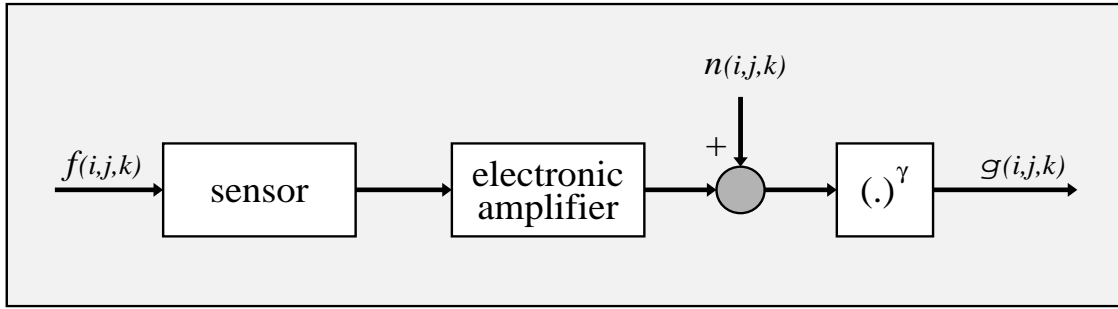 n(i,j,k)
+
f(i,j,k)
sensor
electronic
amplifier
(.)^γ
g(i,j,k)